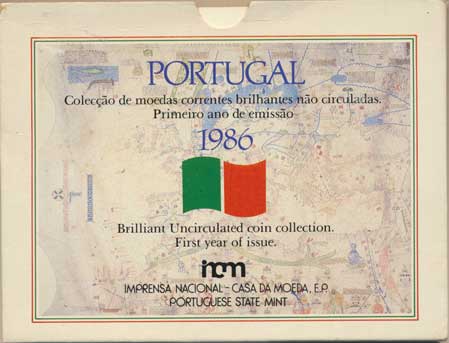 PORTUGAL
Colecção de moedas correntes brilhantes não circuladas.
Primeiro ano de emissão
1986
Brilliant Uncirculated coin collection.
First year of issue.
incm
IMPRENSA NACIONAL - CASA DA MOEDA, E.P.
PORTUGUESE STATE MINT